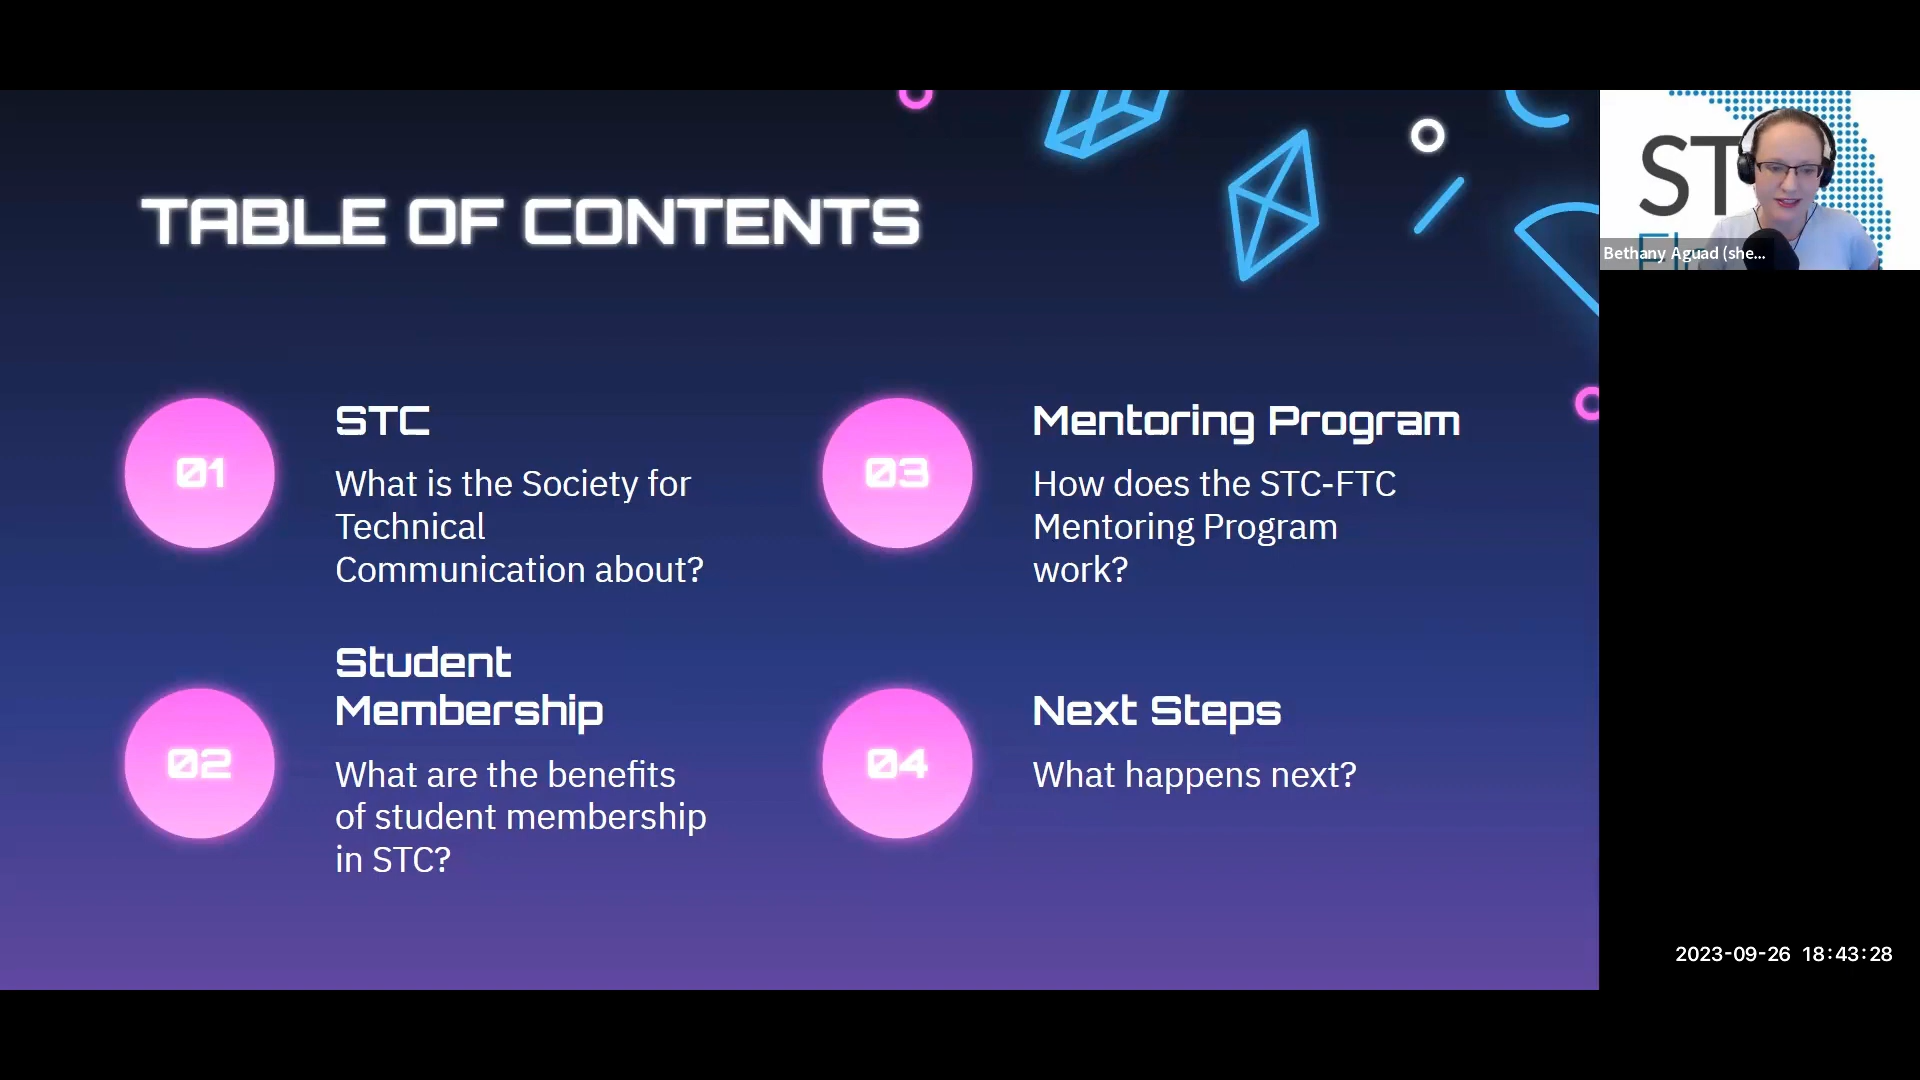 TABLE OF CONTENTS
01
STC
What is the Society for
Technical
Communication about?
02
Student
Membership
What are the benefits
of student membership
in STC?
03
Mentoring Program
How does the STC-FTC
Mentoring Program
work?
04
Next Steps
What happens next?
ST
Bethany Aguad (she...
2023-09-26 18:43:28